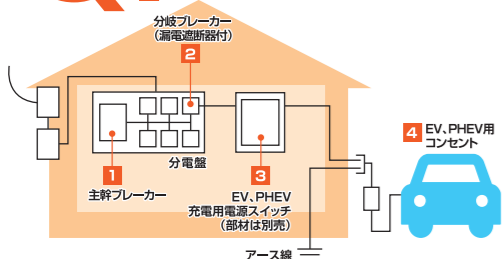 分岐ブレーカー
（漏電遮断器付）
2
4 EV、PHEV用
コンセント
分電盤
1
主幹ブレーカー
3
EV、PHEV
充電用電源スイッチ
（部材は別売）
アース線